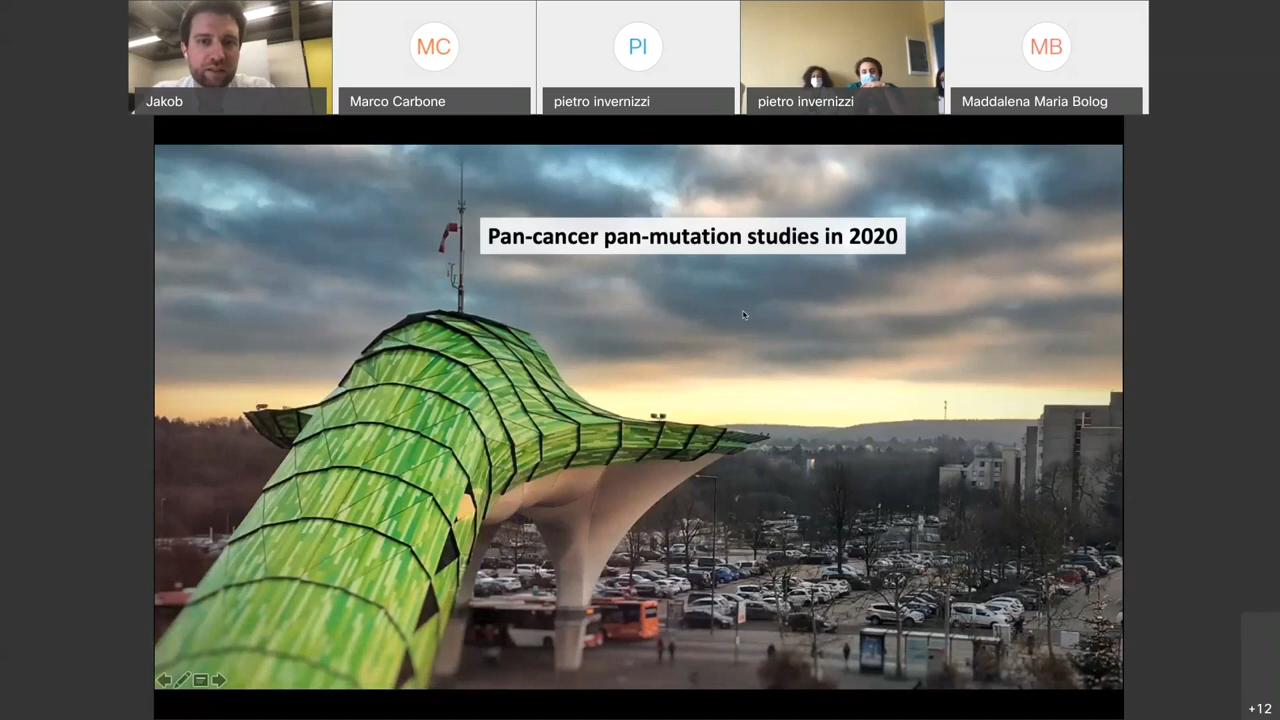 MC
PI
MB
Jakob
Marco Carbone
pietro invernizzi
pietro invernizzi
Maddalena Maria Bolog
Pan-cancer pan-mutation studies in 2020
+12